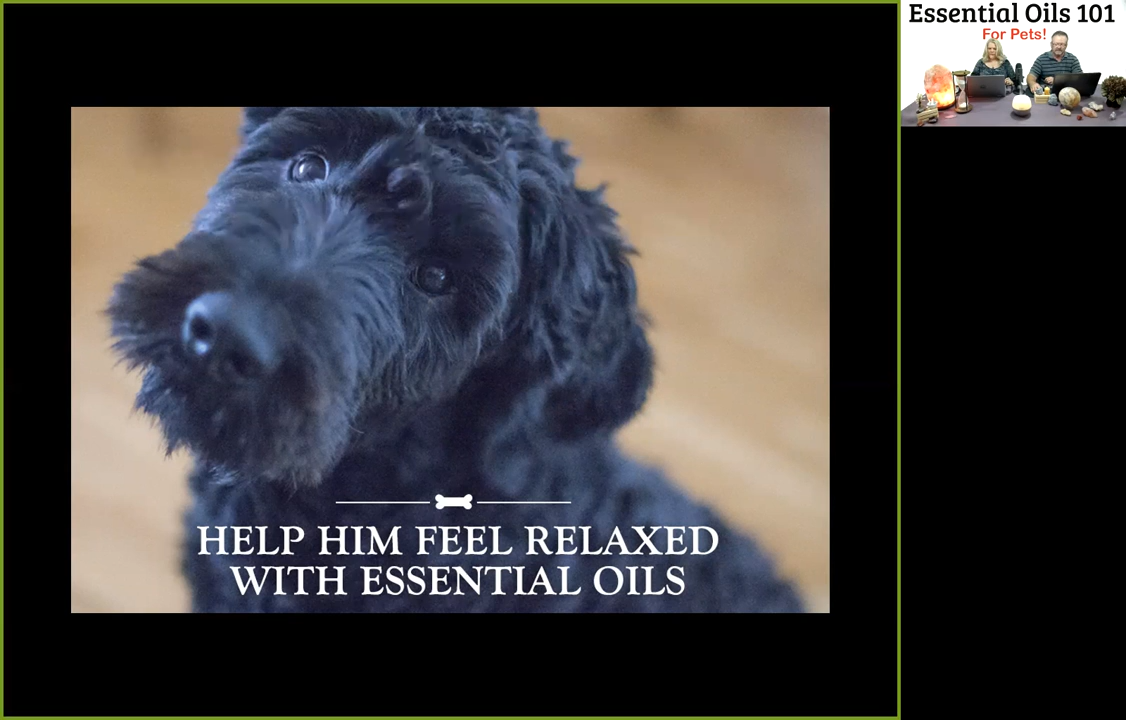 Essential Oils 101
For Pets!
HELP HIM FEEL RELAXED
WITH ESSENTIAL OILS